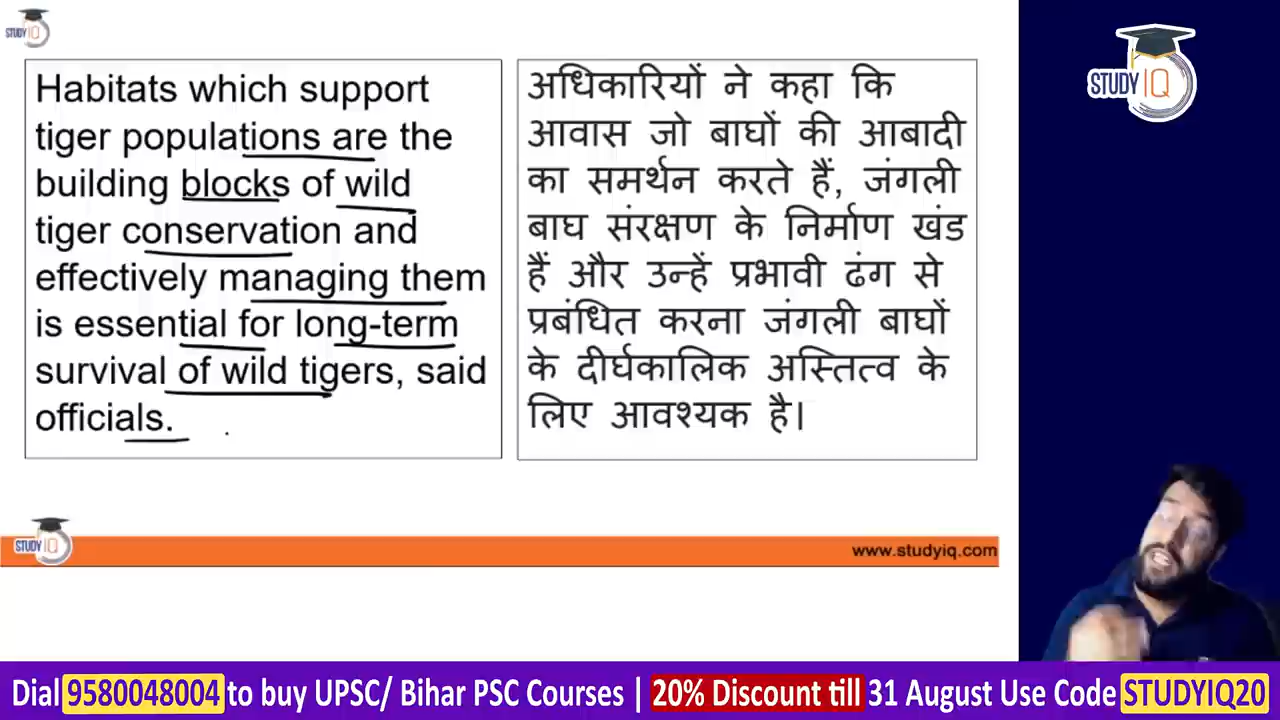 STUDY IQ
Habitats which support
tiger populations are the
building blocks of wild
tiger conservation and
effectively managing them
is essential for long-term
survival of wild tigers, said
officials.
अधिकारियों ने कहा कि
आवास जो बाघों की आबादी
का समर्थन करते हैं, जंगली
बाघ संरक्षण के निर्माण खंड
हैं और उन्हें प्रभावी ढंग से
प्रबंधित करना जंगली बाघों
के दीर्घकालिक अस्तित्व के
लिए आवश्यक है।
STUDY IQ
STUDY IQ
www.studyiq.com
Dial 9580048004 to buy UPSC/ Bihar PSC Courses | 20% Discount till 31 August Use Code STUDYIQ20